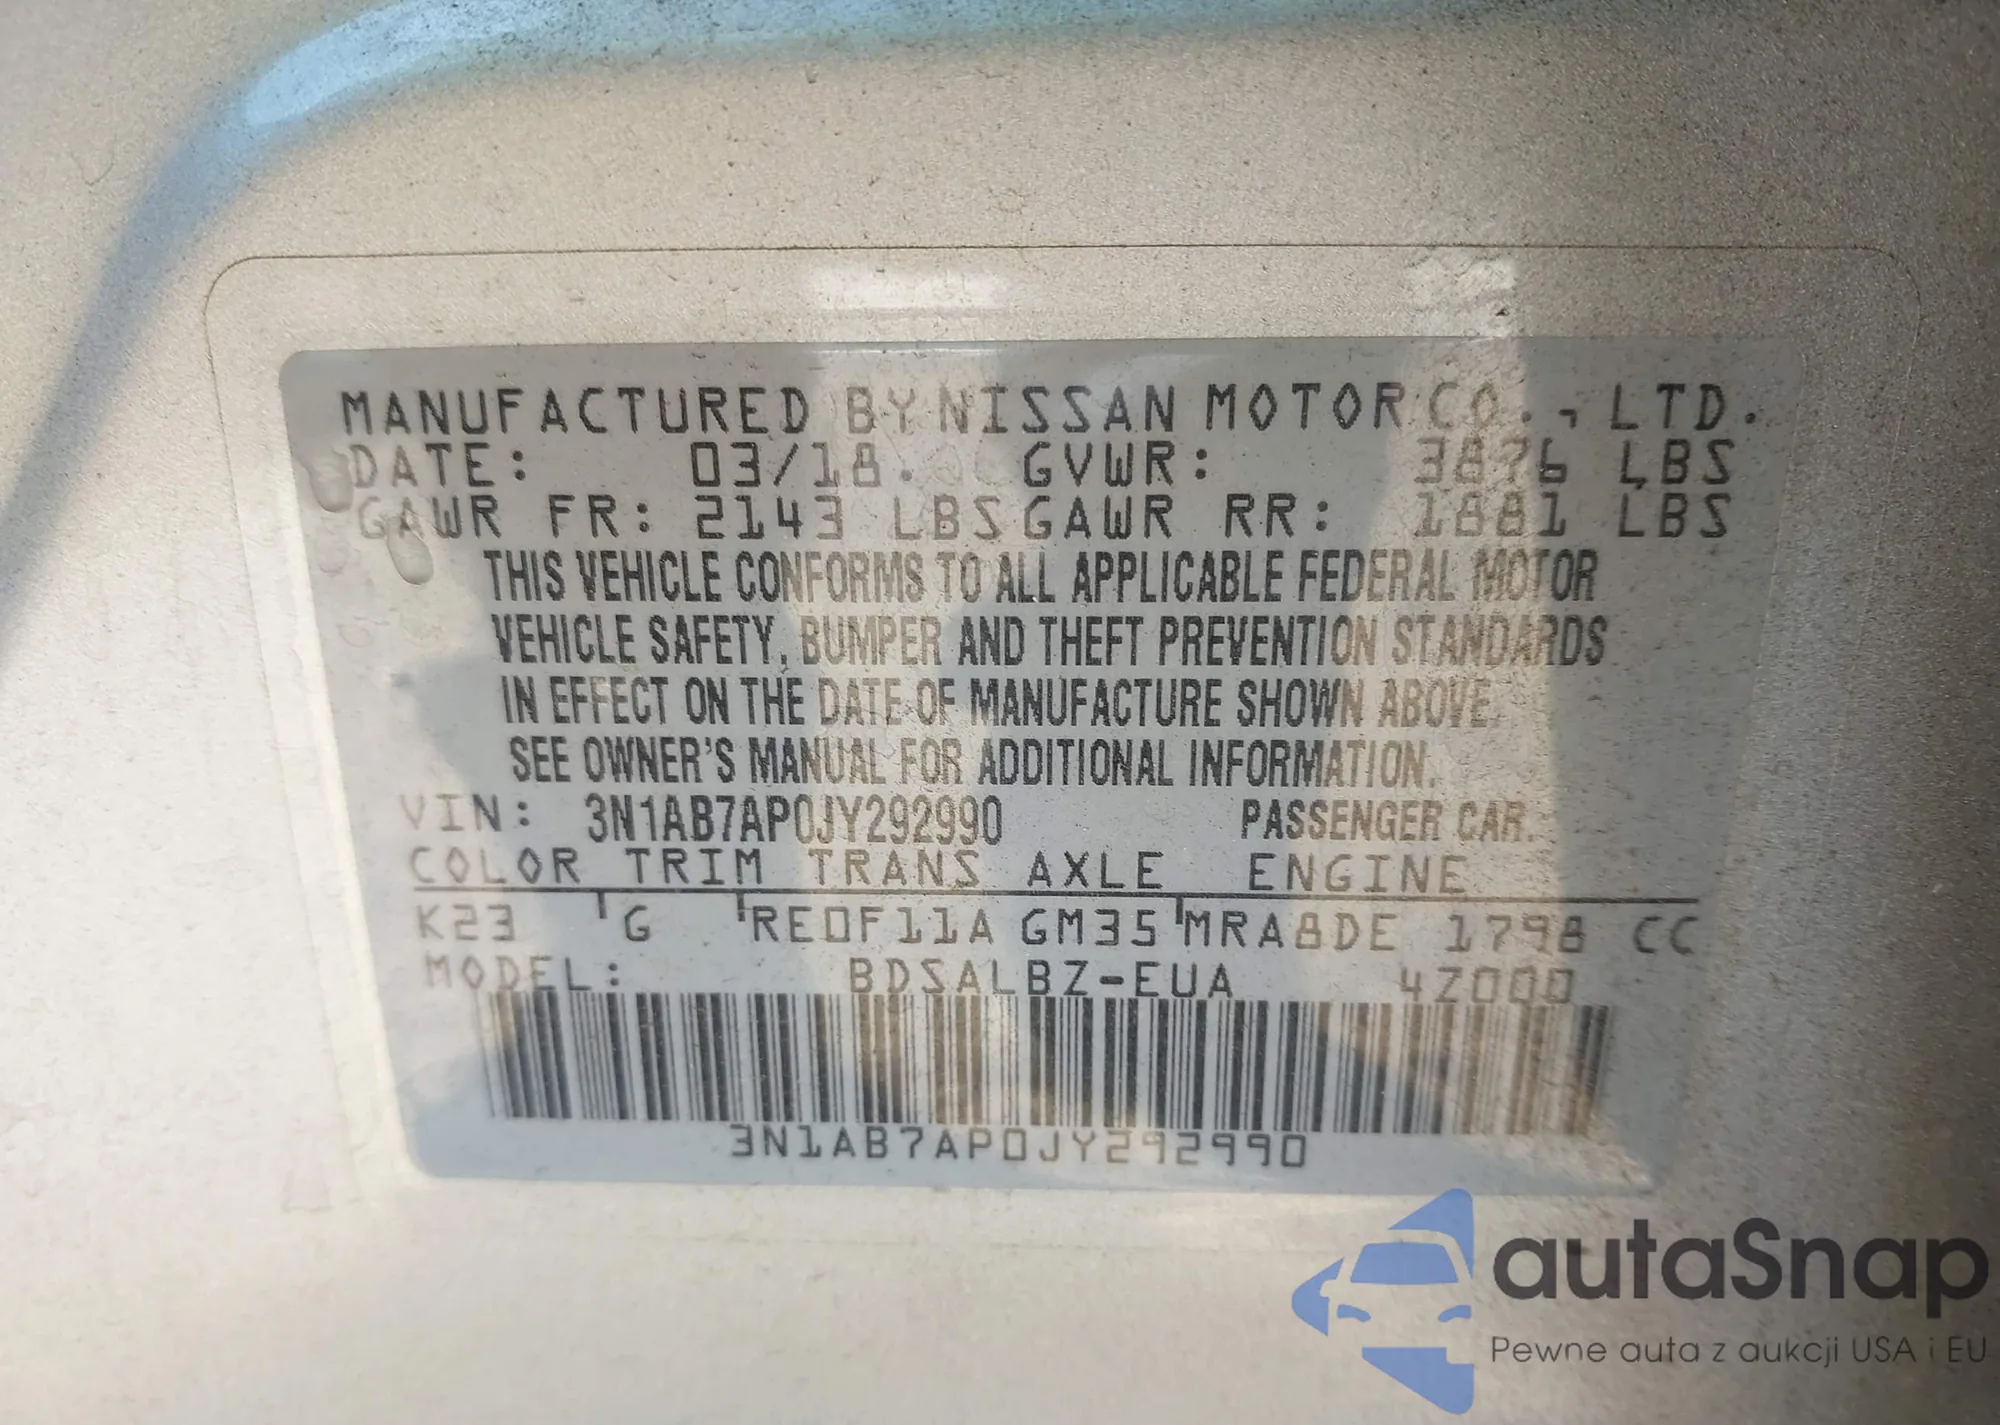 MANUFACTURED BY NISSAN MOTOR CO., LTD.
DATE: 03/18 GVWR: 3876 LBS
GAWR FR: 2143 LBS GAWR RR: 1881 LBS
THIS VEHICLE CONFORMS TO ALL APPLICABLE FEDERAL MOTOR
VEHICLE SAFETY, BUMPER AND THEFT PREVENTION STANDARDS
IN EFFECT ON THE DATE OF MANUFACTURE SHOWN ABOVE.
SEE OWNER'S MANUAL FOR ADDITIONAL INFORMATION.
VIN: 3N1AB7AP0JY292990 PASSENGER CAR.
COLOR TRIM TRANS AXLE ENGINE
K23 G RE0F11A GM35 MRA8DE 1798 CC
MODEL: BDSALBZ-EUA 4Z000
3N1AB7AP0JY292990
autaSnap
Pewne auta z aukcji USA i EU